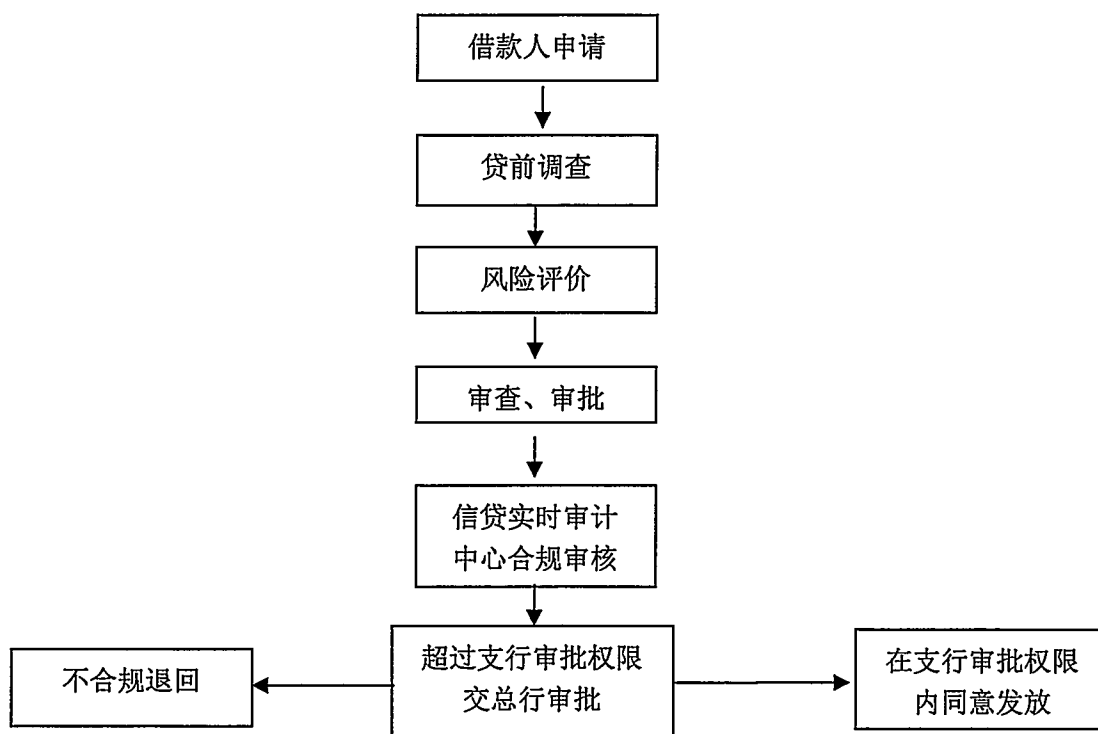 借款人申请
贷前调查
风险评价
审查、审批
信贷实时审计
中心合规审核
不合规退回
超过支行审批权限
交总行审批
在支行审批权限
内同意发放